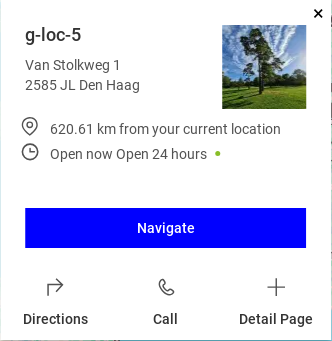 g-loc-5
Van Stolkweg 1
2585 JL Den Haag
620.61 km from your current location
Open now Open 24 hours
Navigate
Directions Call Detail Page